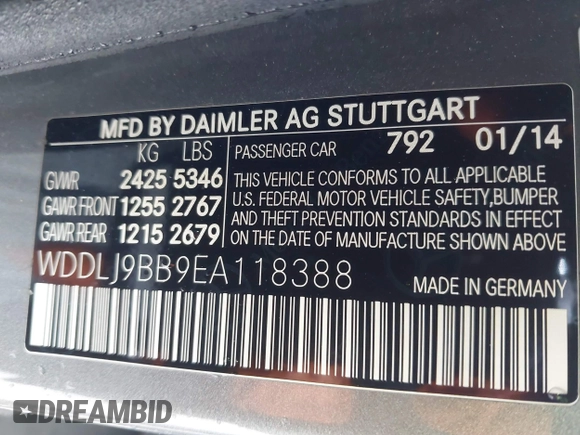 MFD BY DAIMLER AG STUTTGART
KG LBS
GVWR 2425 5346
GAWR FRONT 1255 2767
GAWR REAR 1215 2679
PASSENGER CAR 792 01/14
THIS VEHICLE CONFORMS TO ALL APPLICABLE
U.S. FEDERAL MOTOR VEHICLE SAFETY,BUMPER
AND THEFT PREVENTION STANDARDS IN EFFECT
ON THE DATE OF MANUFACTURE SHOWN ABOVE.
WDDLJ9BB9EA118388
MADE IN GERMANY
DREAMBID